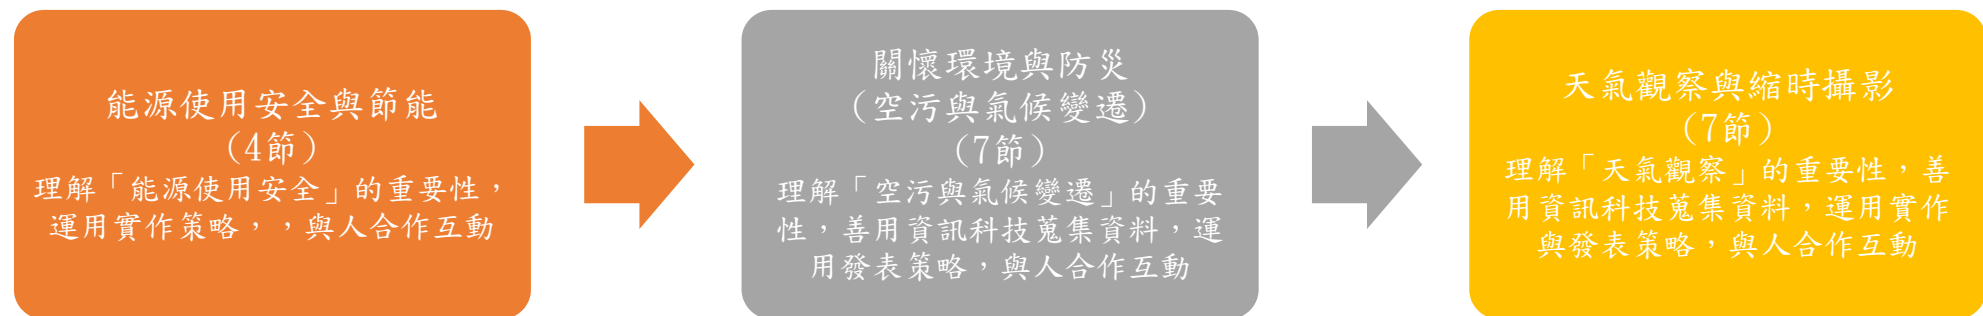 能源使用安全與節能
(4節)
理解「能源使用安全」的重要性，
運用實作策略，，與人合作互動
關懷環境與防災
(空污與氣候變遷)
(7節)
理解「空污與氣候變遷」的重要
性，善用資訊科技蒐集資料，運
用發表策略，與人合作互動
天氣觀察與縮時攝影
(7節)
理解「天氣觀察」的重要性，善
用資訊科技蒐集資料，運用實作
與發表策略，與人合作互動